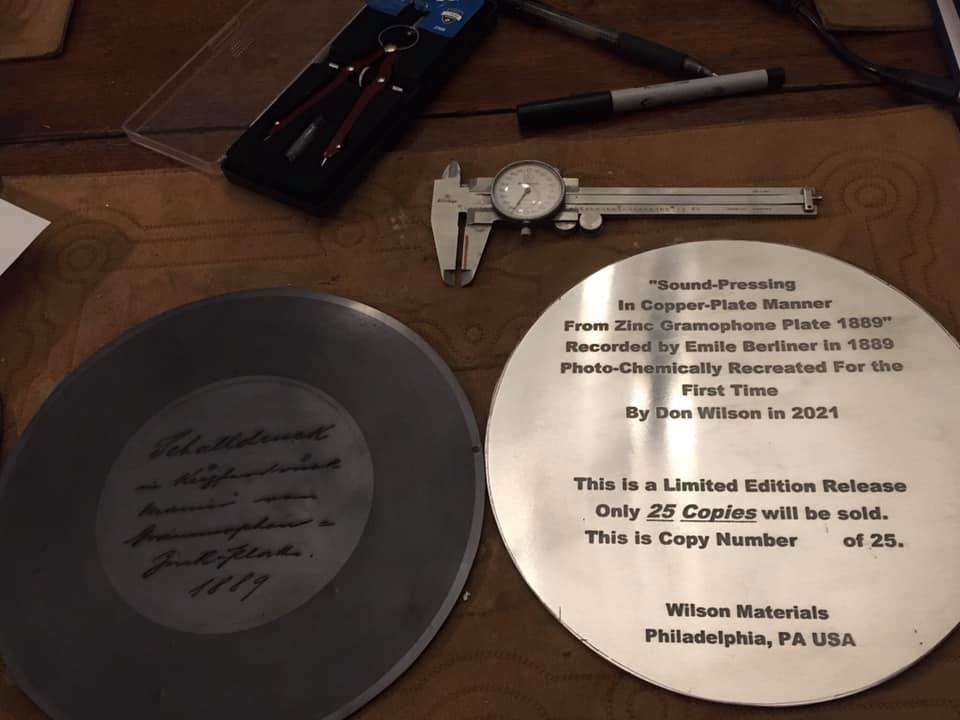 "Sound-Pressing
In Copper-Plate Manner
From Zinc Gramophone Plate 1889"
Recorded by Emile Berliner in 1889
Photo-Chemically Recreated For the
First Time
By Don Wilson in 2021
This is a Limited Edition Release
Only 25 Copies will be sold.
This is Copy Number of 25.
Wilson Materials
Philadelphia, PA USA
Schalldruck
in Kupferdruck
Manier von
Grammophon =
Zink-Platte.
1889